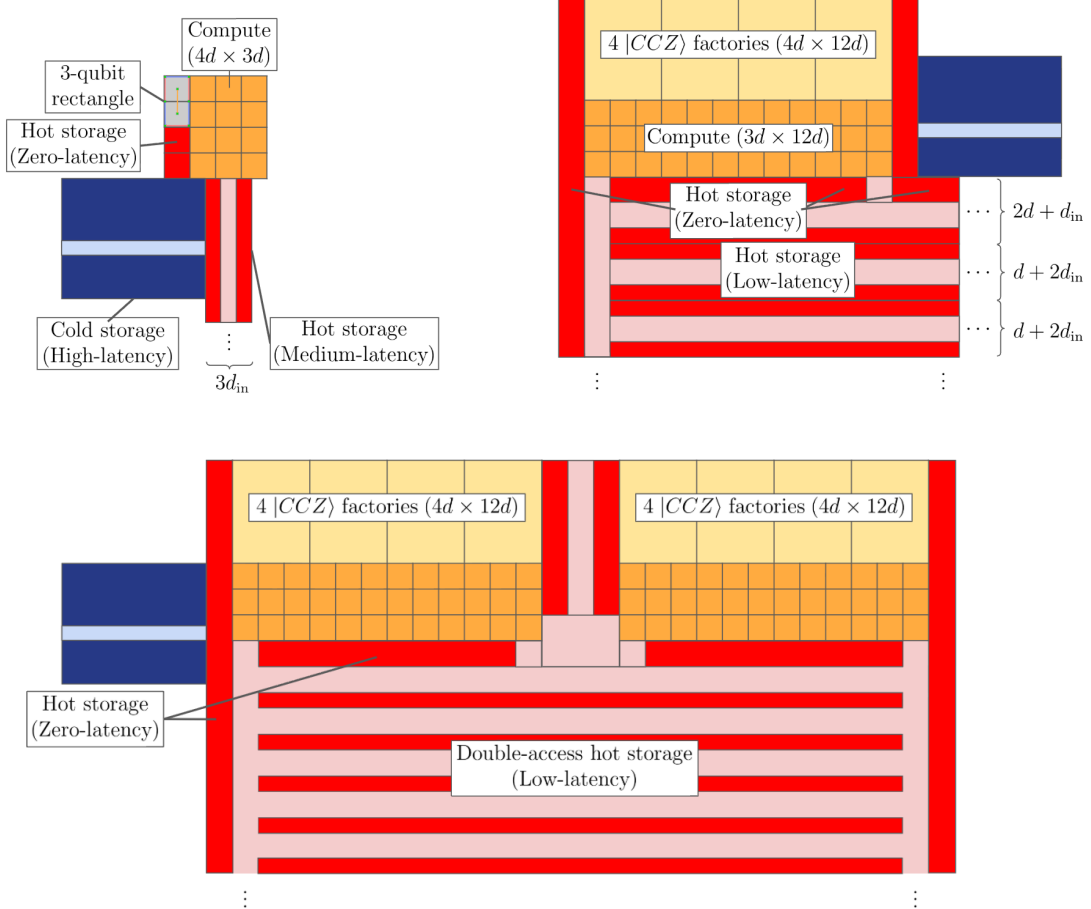 Compute
(4d × 3d)
3-qubit
rectangle
Hot storage
(Zero-latency)
Cold storage
(High-latency)
Hot storage
(Medium-latency)
⋮
3d_in
4 |CCZ⟩ factories (4d × 12d)
Compute (3d × 12d)
Hot storage
(Zero-latency)
Hot storage
(Low-latency)
⋯ 2d + d_in
⋯ d + 2d_in
⋯ d + 2d_in
⋮ ⋮
4 |CCZ⟩ factories (4d × 12d)
4 |CCZ⟩ factories (4d × 12d)
Hot storage
(Zero-latency)
Double-access hot storage
(Low-latency)
⋮ ⋮